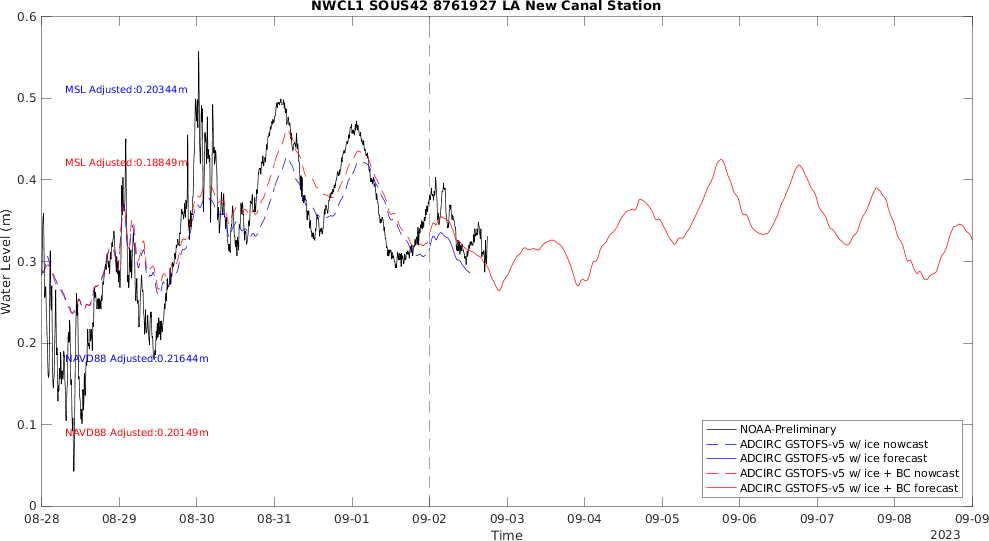 NWCL1 SOUS42 8761927 LA New Canal Station
0.6
0.5
0.4
0.3
0.2
0.1
0
Water Level (m)
MSL Adjusted:0.20344m
MSL Adjusted:0.18849m
NAVD88 Adjusted:0.21644m
NAVD88 Adjusted:0.20149m
NOAA-Preliminary
ADCIRC GSTOFS-v5 w/ ice nowcast
ADCIRC GSTOFS-v5 w/ ice forecast
ADCIRC GSTOFS-v5 w/ ice + BC nowcast
ADCIRC GSTOFS-v5 w/ ice + BC forecast
08-28 08-29 08-30 08-31 09-01 09-02 09-03 09-04 09-05 09-06 09-07 09-08 09-09
Time
2023